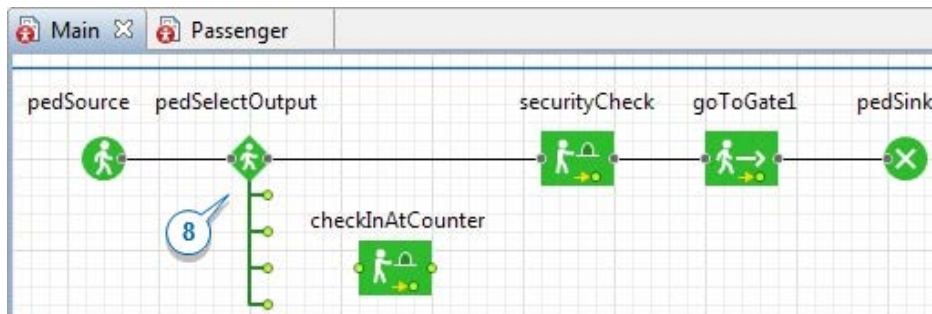 Main
Passenger
pedSource pedSelectOutput securityCheck goToGate1 pedSink
8
checkInAtCounter